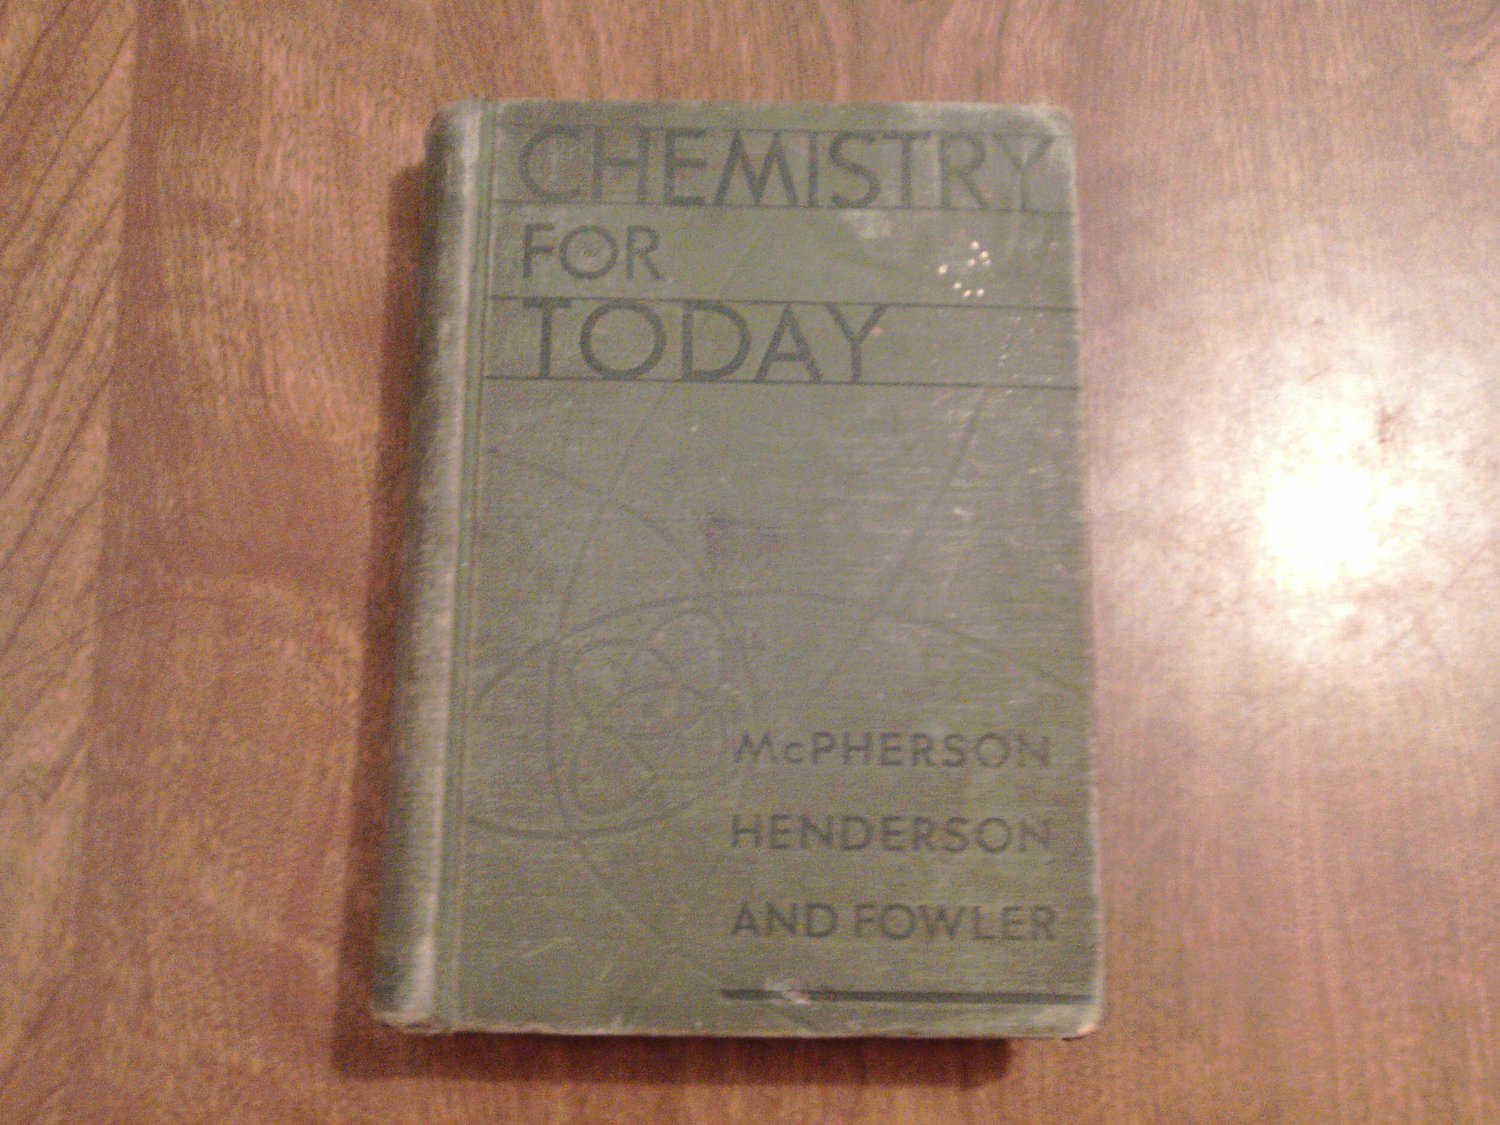 CHEMISTRY
FOR
TODAY
McPHERSON
HENDERSON
AND FOWLER